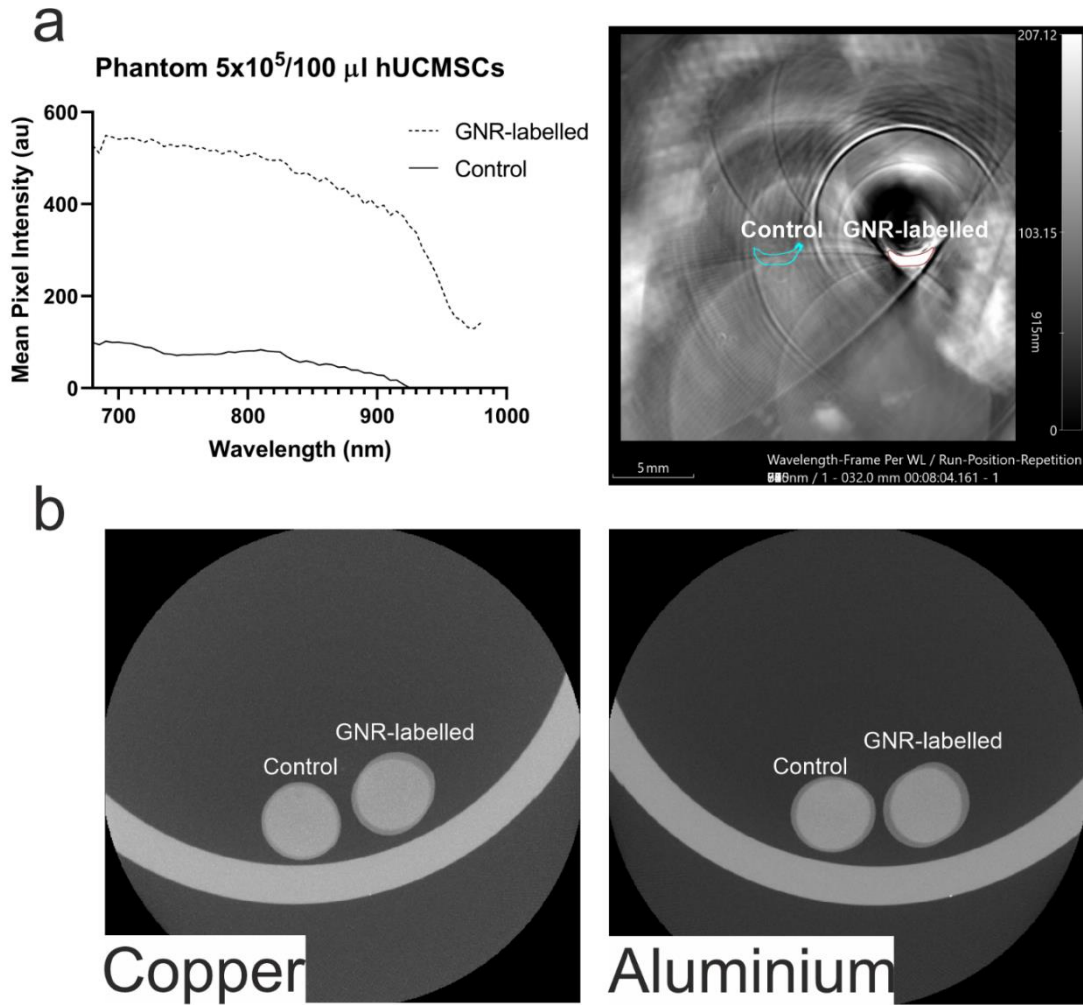 a
Phantom 5x10⁵/100 μl hUCMSCs
Mean Pixel Intensity (au)
600
400
200
0
700
800
900
1000
Wavelength (nm)
GNR-labelled
Control
Control
GNR-labelled
207.12
103.15
915nm
0
5 mm
Wavelength-Frame Per WL / Run-Position-Repetition
nm / 1 - 032.0 mm 00:08:04.161 - 1
b
GNR-labelled
Control
Copper
GNR-labelled
Control
Aluminium